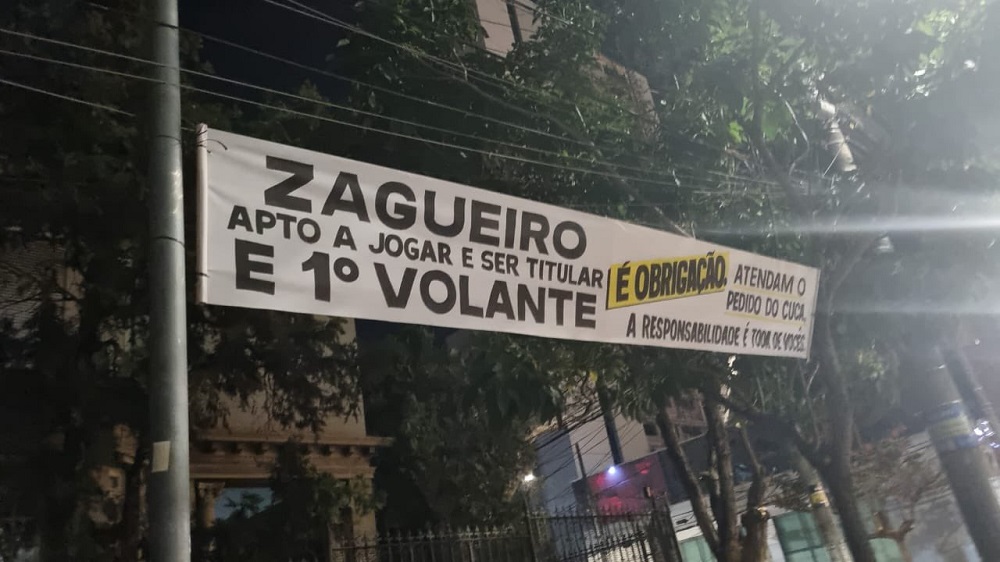 ZAGUEIRO
APTO A JOGAR E SER TITULAR
E 1º VOLANTE
É OBRIGAÇÃO.
ATENDAM O
PEDIDO DO CUCA.
A RESPONSABILIDADE É TODA DE VOCÊS.